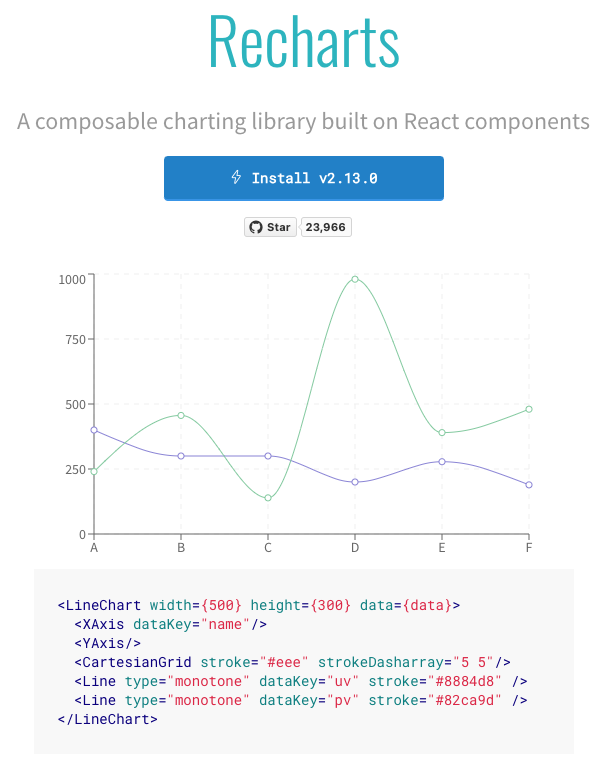 Recharts
A composable charting library built on React components
Install v2.13.0
Star 23,966
1000
750
500
250
0
A B C D E F
<LineChart width={500} height={300} data={data}>
  <XAxis dataKey="name"/>
  <YAxis/>
  <CartesianGrid stroke="#eee" strokeDasharray="5 5"/>
  <Line type="monotone" dataKey="uv" stroke="#8884d8" />
  <Line type="monotone" dataKey="pv" stroke="#82ca9d" />
</LineChart>